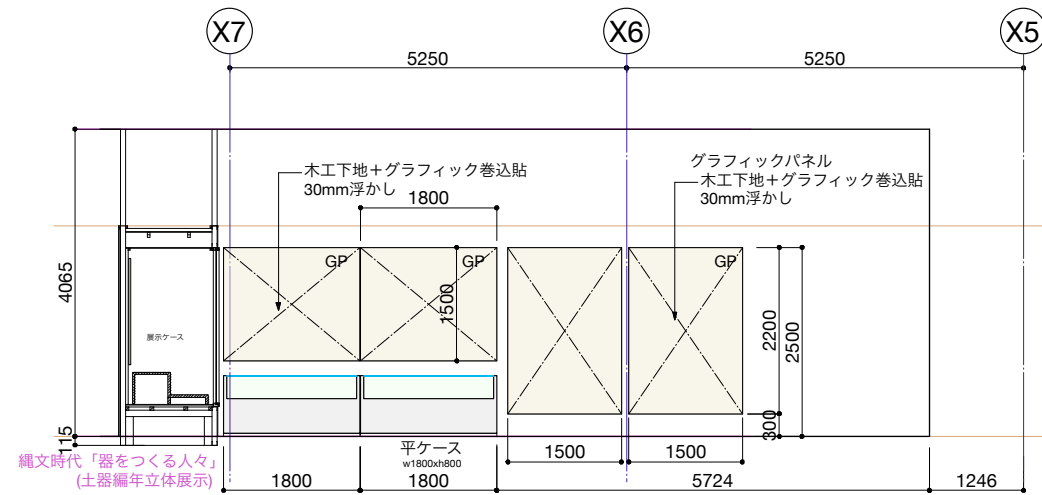 X7
X6
X5
5250
5250
木工下地＋グラフィック巻込貼
30mm浮かし
グラフィックパネル
木工下地＋グラフィック巻込貼
30mm浮かし
1800
GP
GP
GP
4065
1500
2200
2500
展示ケース
300
115
平ケース
w1800xh800
1500
1500
縄文時代「器をつくる人々」
(土器編年立体展示)
1800
1800
5724
1246